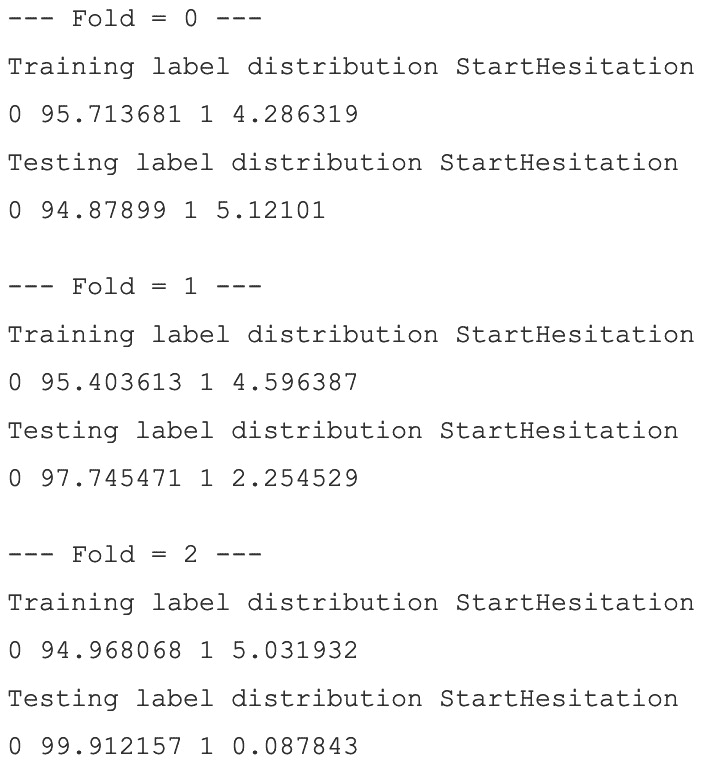 --- Fold = 0 ---
Training label distribution StartHesitation
0 95.713681 1 4.286319
Testing label distribution StartHesitation
0 94.87899 1 5.12101
--- Fold = 1 ---
Training label distribution StartHesitation
0 95.403613 1 4.596387
Testing label distribution StartHesitation
0 97.745471 1 2.254529
--- Fold = 2 ---
Training label distribution StartHesitation
0 94.968068 1 5.031932
Testing label distribution StartHesitation
0 99.912157 1 0.087843